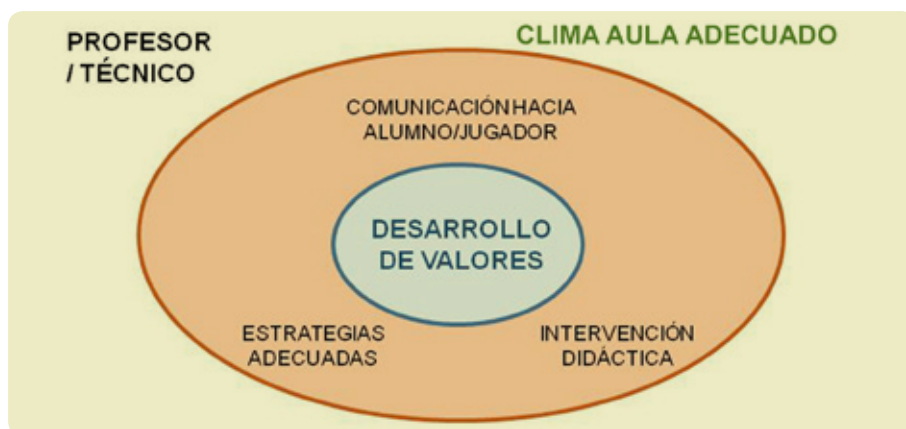 PROFESOR
/ TÉCNICO
CLIMA AULA ADECUADO
COMUNICACIÓN HACIA
ALUMNO/JUGADOR
DESARROLLO
DE VALORES
ESTRATEGIAS
ADECUADAS
INTERVENCIÓN
DIDÁCTICA